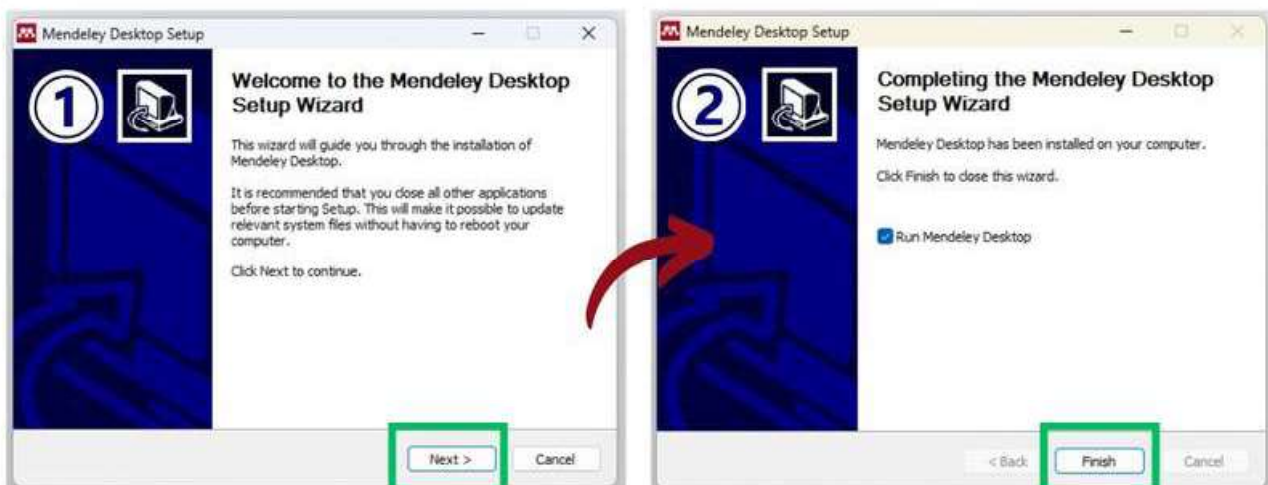 Mendeley Desktop Setup
1
Welcome to the Mendeley Desktop
Setup Wizard
This wizard will guide you through the installation of
Mendeley Desktop.
It is recommended that you close all other applications
before starting Setup. This will make it possible to update
relevant system files without having to reboot your
computer.
Click Next to continue.
Next >
Cancel
Mendeley Desktop Setup
2
Completing the Mendeley Desktop
Setup Wizard
Mendeley Desktop has been installed on your computer.
Click Finish to close this wizard.
Run Mendeley Desktop
< Back
Finish
Cancel